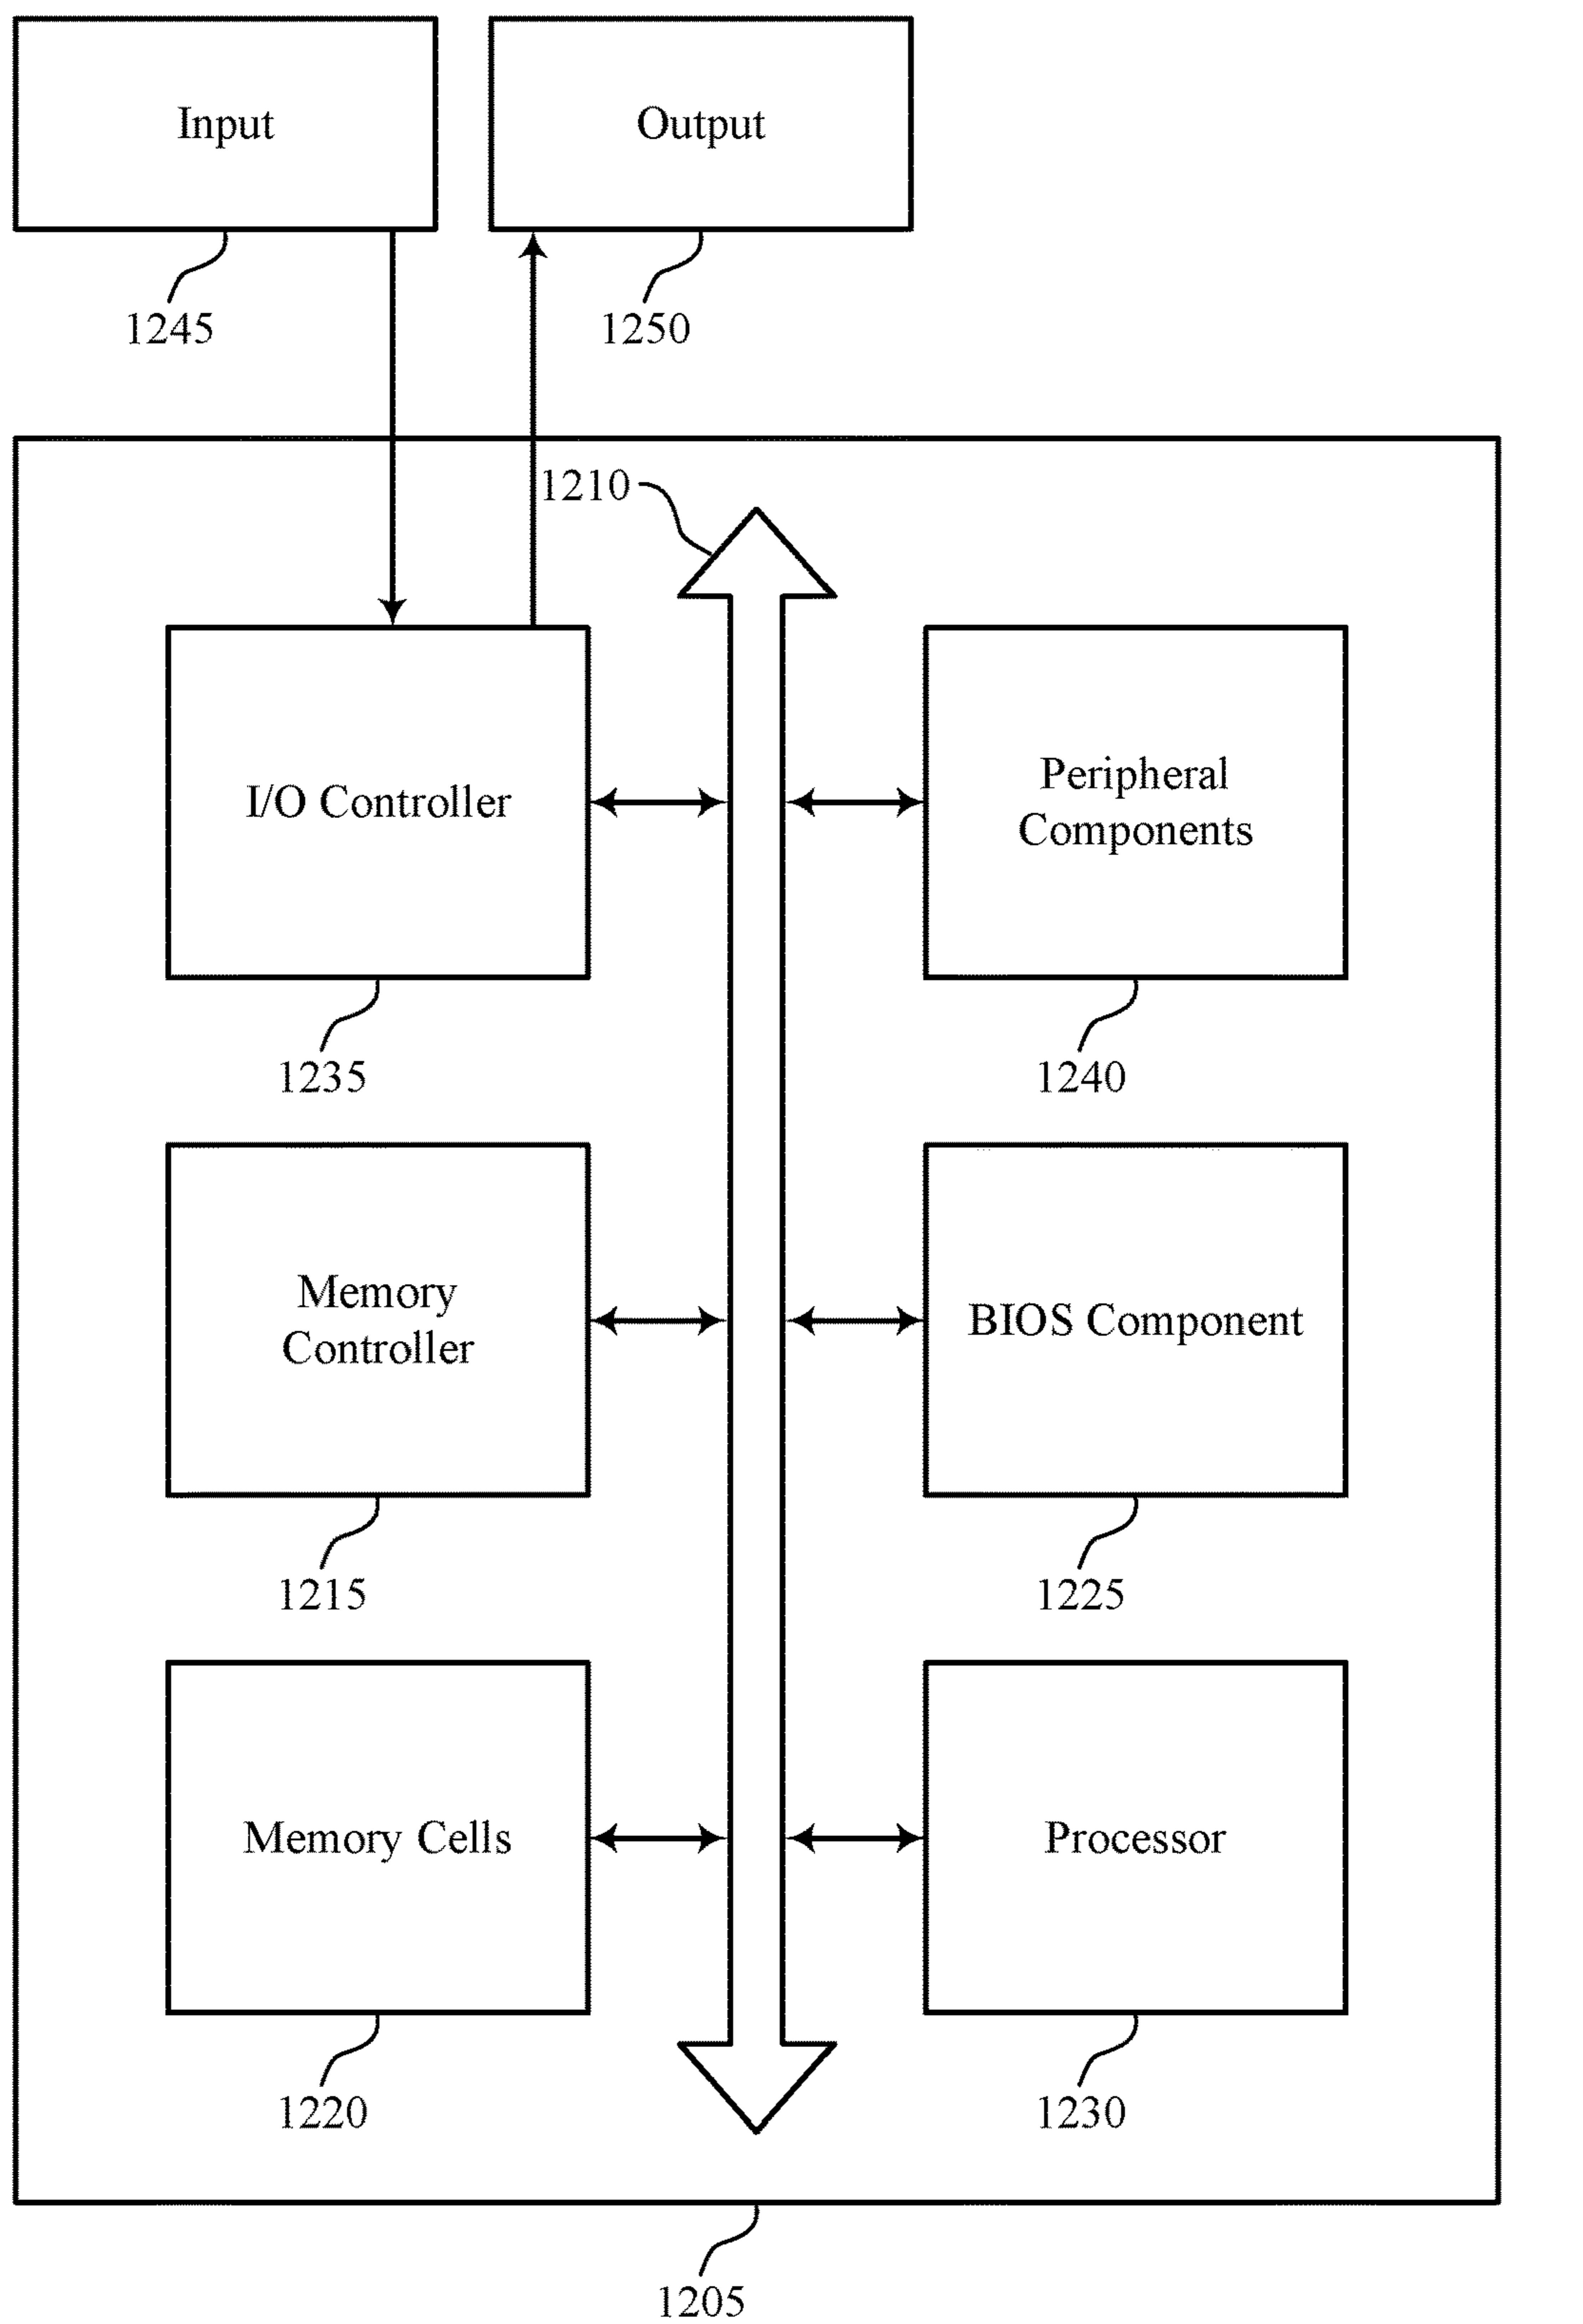 Input
Output
1245
1250
1210
I/O Controller
Peripheral
Components
1235
1240
Memory
Controller
BIOS Component
1215
1225
Memory Cells
Processor
1220
1230
1205